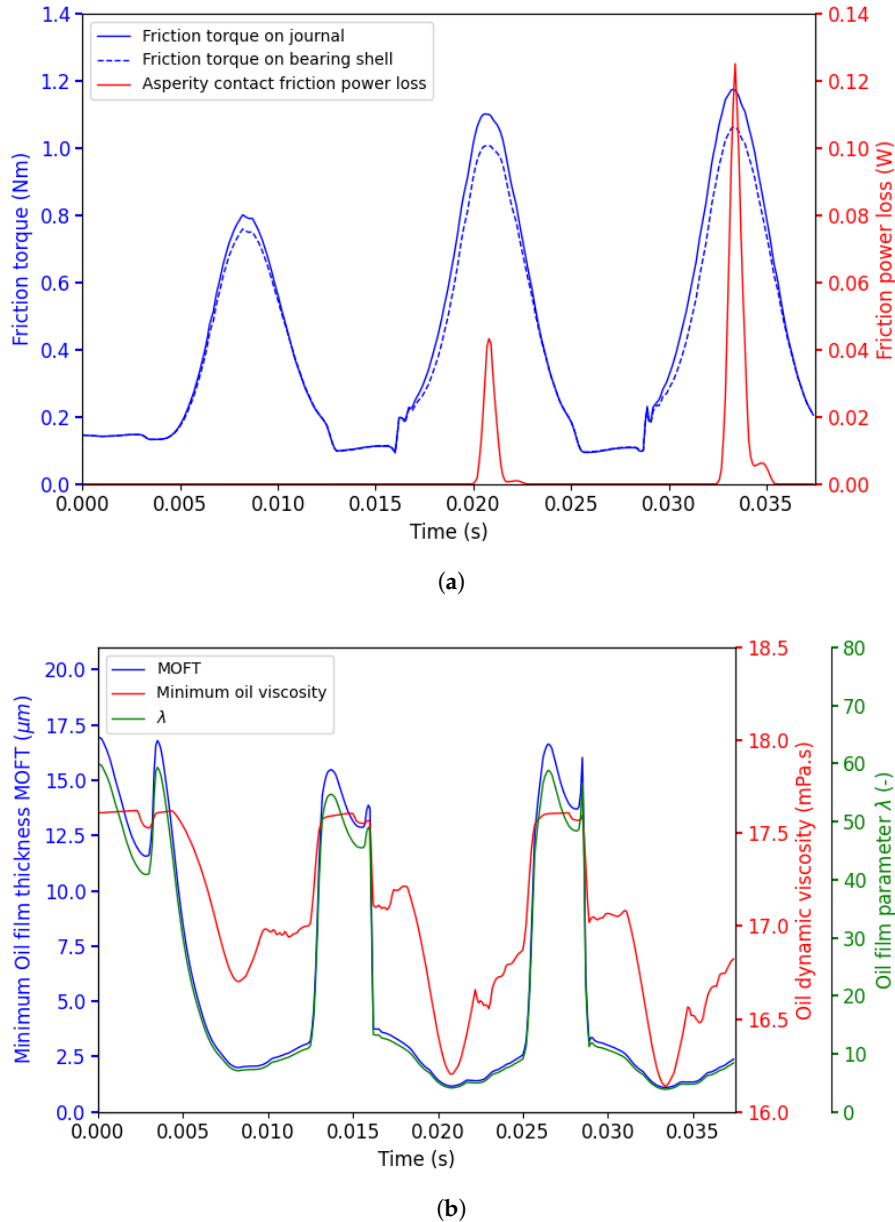 Friction torque on journal
Friction torque on bearing shell
Asperity contact friction power loss
Friction torque (Nm)
1.4
1.2
1.0
0.8
0.6
0.4
0.2
0.0
0.14
0.12
0.10
0.08
0.06
0.04
0.02
0.00
Friction power loss (W)
0.000 0.005 0.010 0.015 0.020 0.025 0.030 0.035
Time (s)
(a)
MOFT
Minimum oil viscosity
λ
Minimum Oil film thickness MOFT (μm)
20.0
17.5
15.0
12.5
10.0
7.5
5.0
2.5
0.0
18.5
18.0
17.5
17.0
16.5
16.0
Oil dynamic viscosity (mPa.s)
80
70
60
50
40
30
20
10
0
Oil film parameter λ (-)
0.000 0.005 0.010 0.015 0.020 0.025 0.030 0.035
Time (s)
(b)